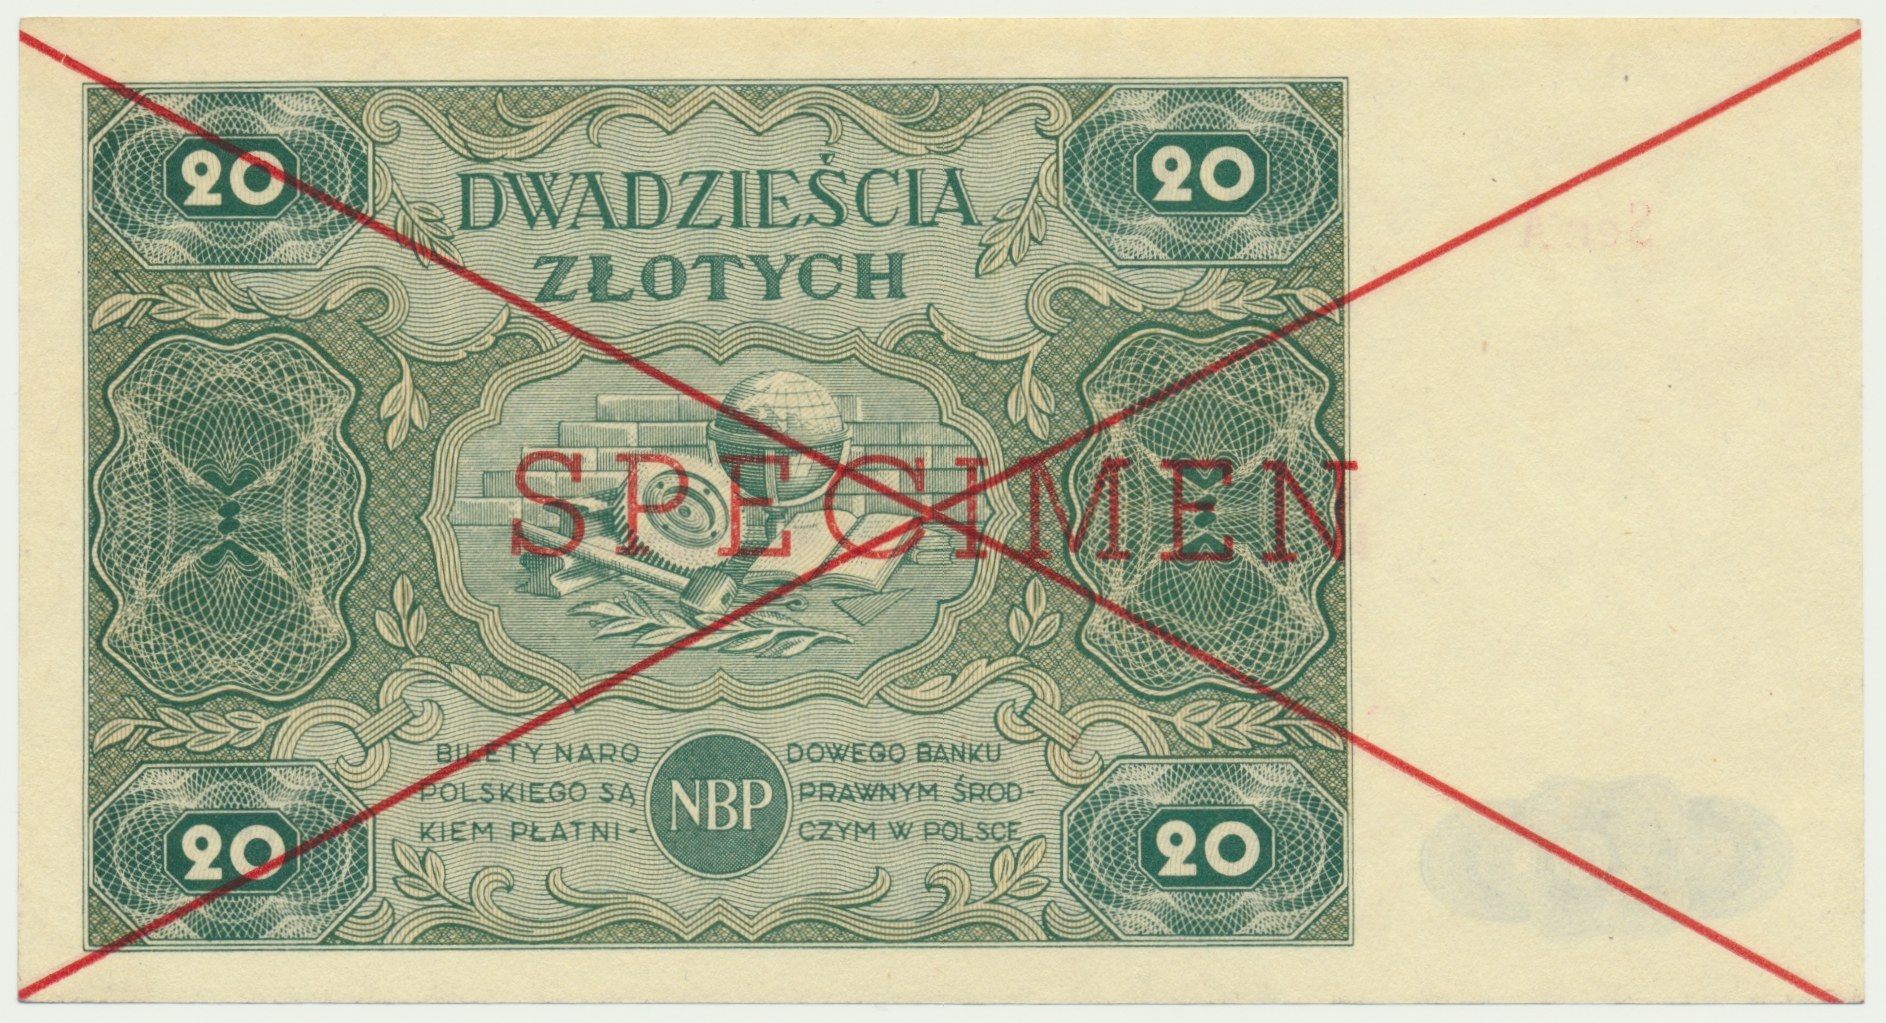 20
20
DWADZIEŚCIA
ZŁOTYCH
SPECIMEN
BILETY NARO DOWEGO BANKU
POLSKIEGO SĄ NBP PRAWNYM ŚROD-
KIEM PŁATNI- CZYM W POLSCE
20
20